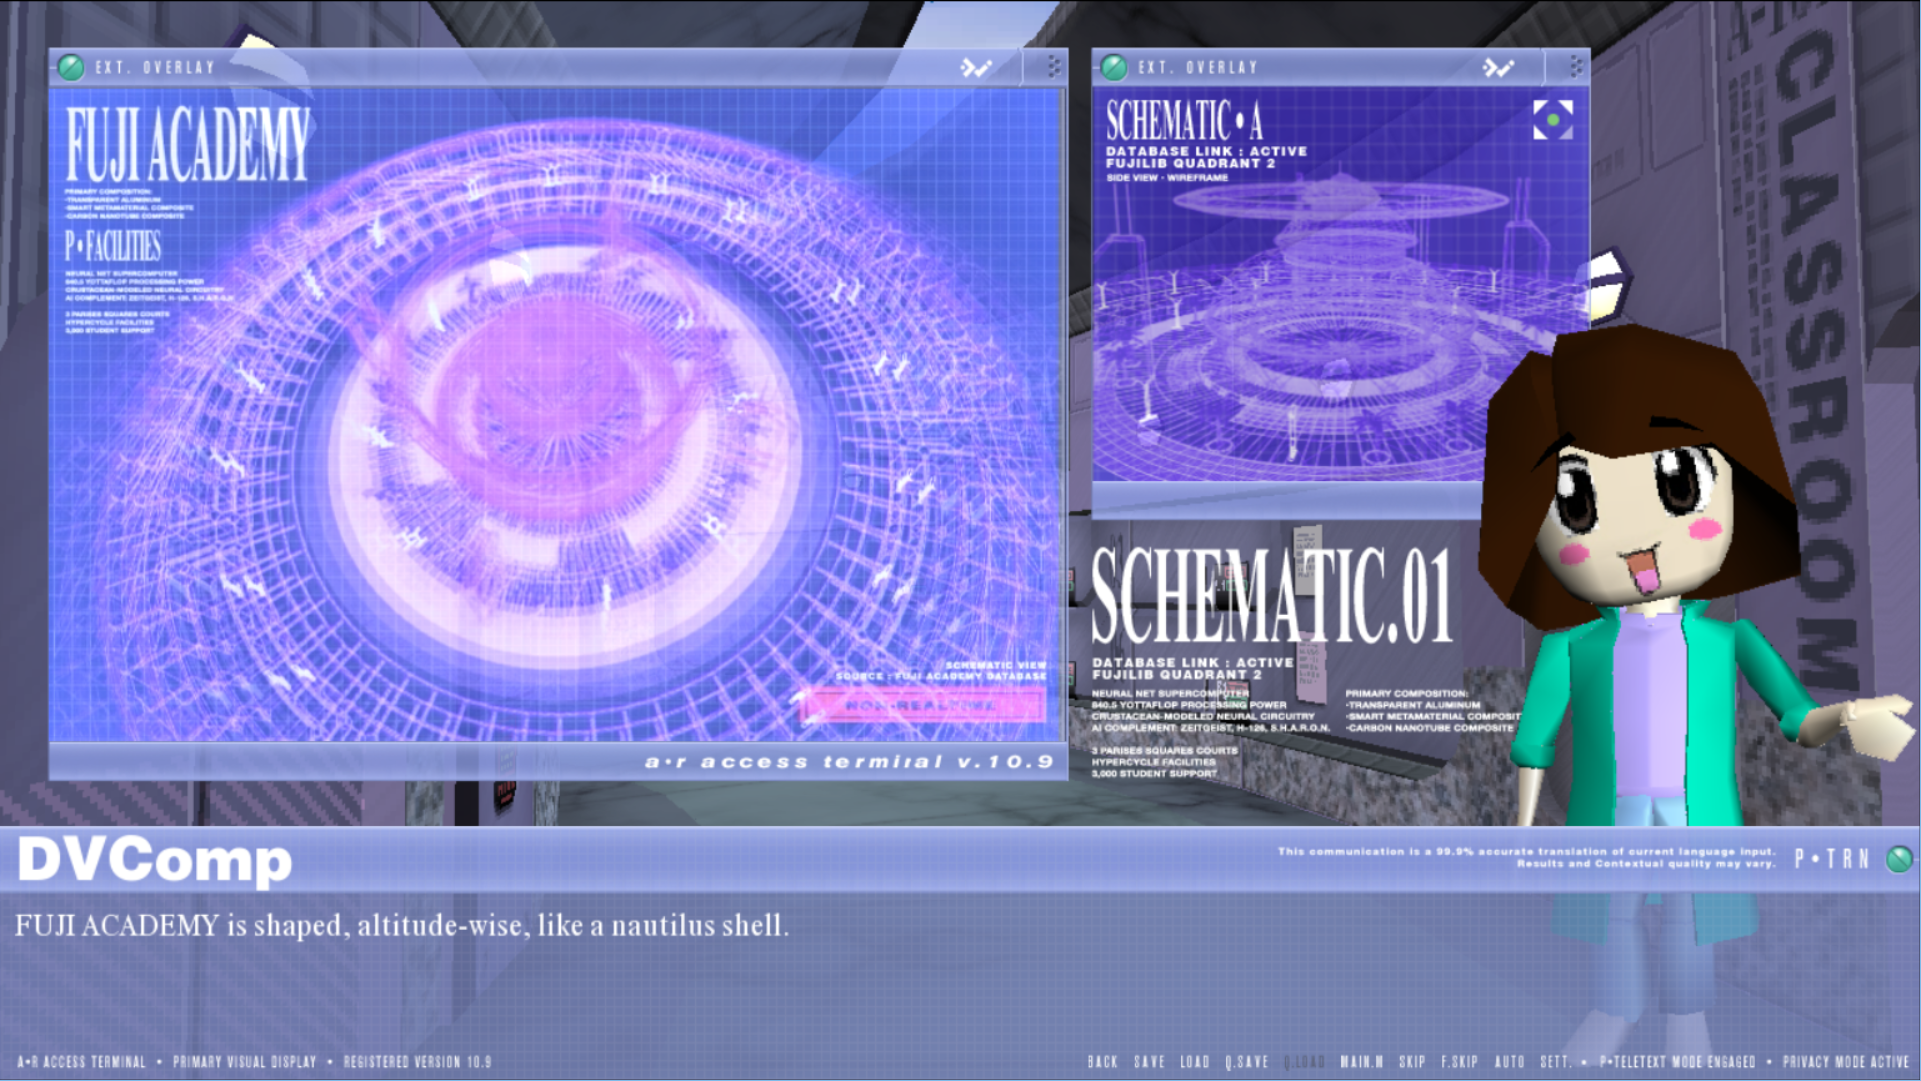 EXT. OVERLAY
FUJI ACADEMY
PRIMARY COMPOSITION:
-TRANSPARENT ALUMINUM
-SMART METAMATERIAL COMPOSITE
-CARBON NANOTUBE COMPOSITE
P•FACILITIES
NEURAL NET SUPERCOMPUTER
840.5 YOTTAFLOP PROCESSING POWER
CRUSTACEAN-MODELED NEURAL CIRCUITRY
AI COMPLEMENT: ZEITGEIST, H-126, S.H.A.R.O.N.
3 PARISES SQUARES COURTS
HYPERCYCLE FACILITIES
3,000 STUDENT SUPPORT
SCHEMATIC VIEW
SOURCE : FUJI ACADEMY DATABASE
NON-REALTIME
a•r access termiral v.10.9
EXT. OVERLAY
SCHEMATIC•A
DATABASE LINK : ACTIVE
FUJILIB QUADRANT 2
SIDE VIEW - WIREFRAME
SCHEMATIC.01
DATABASE LINK : ACTIVE
FUJILIB QUADRANT 2
NEURAL NET SUPERCOMPUTER
840.5 YOTTAFLOP PROCESSING POWER
CRUSTACEAN-MODELED NEURAL CIRCUITRY
AI COMPLEMENT: ZEITGEIST, H-126, S.H.A.R.O.N.
3 PARISES SQUARES COURTS
HYPERCYCLE FACILITIES
3,000 STUDENT SUPPORT
PRIMARY COMPOSITION:
-TRANSPARENT ALUMINUM
-SMART METAMATERIAL COMPOSIT
-CARBON NANOTUBE COMPOSITE
CLASSROOM
DVComp
This communication is a 99.9% accurate translation of current language input.
Results and Contextual quality may vary.
P•TRN
FUJI ACADEMY is shaped, altitude-wise, like a nautilus shell.
A•R ACCESS TERMINAL • PRIMARY VISUAL DISPLAY • REGISTERED VERSION 10.9
BACK SAVE LOAD Q.SAVE Q.LOAD MAIN.M SKIP F.SKIP AUTO SETT. • P•TELETEXT MODE ENGAGED • PRIVACY MODE ACTIVE